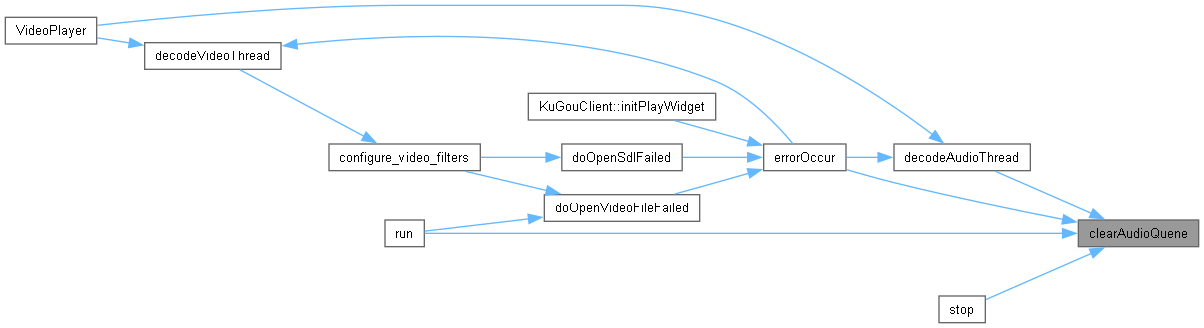 VideoPlayer
decodeVideoThread
KuGouClient::initPlayWidget
configure_video_filters
doOpenSdlFailed
errorOccur
decodeAudioThread
doOpenVideoFileFailed
run
clearAudioQuene
stop